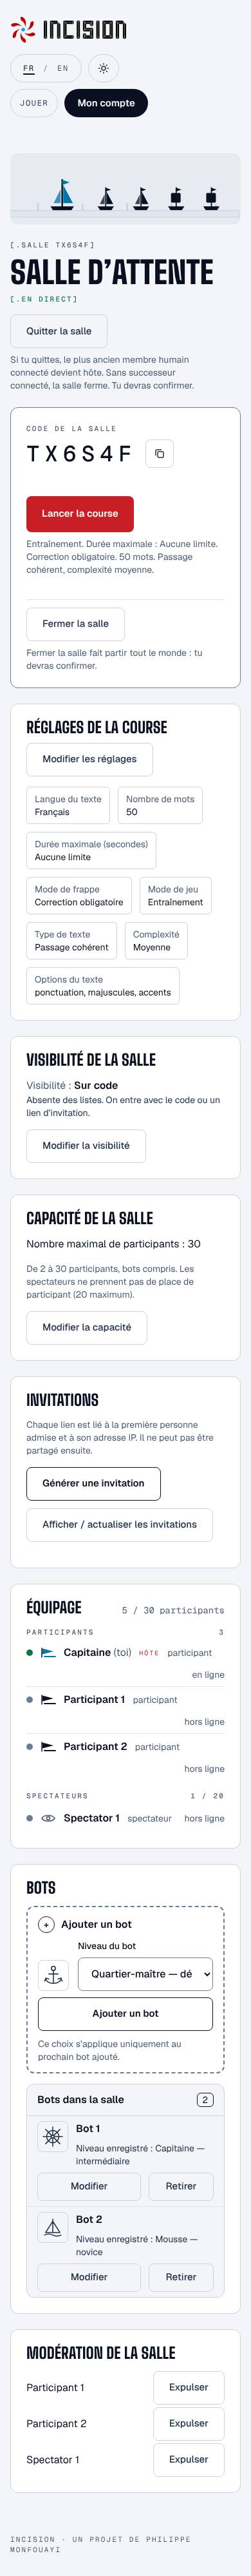 INCISION
FR / EN
JOUER
Mon compte
[.SALLE TX6S4F]
SALLE D'ATTENTE
[.EN DIRECT]
Quitter la salle
Si tu quittes, le plus ancien membre humain
connecté devient hôte. Sans successeur
connecté, la salle ferme. Tu devras confirmer.
CODE DE LA SALLE
TX6S4F
Lancer la course
Entraînement. Durée maximale : Aucune limite.
Correction obligatoire. 50 mots. Passage
cohérent, complexité moyenne.
Fermer la salle
Fermer la salle fait partir tout le monde : tu
devras confirmer.
RÉGLAGES DE LA COURSE
Modifier les réglages
Langue du texte
Français
Nombre de mots
50
Durée maximale (secondes)
Aucune limite
Mode de frappe
Correction obligatoire
Mode de jeu
Entraînement
Type de texte
Passage cohérent
Complexité
Moyenne
Options du texte
ponctuation, majuscules, accents
VISIBILITÉ DE LA SALLE
Visibilité : Sur code
Absente des listes. On entre avec le code ou un
lien d'invitation.
Modifier la visibilité
CAPACITÉ DE LA SALLE
Nombre maximal de participants : 30
De 2 à 30 participants, bots compris. Les
spectateurs ne prennent pas de place de
participant (20 maximum).
Modifier la capacité
INVITATIONS
Chaque lien est lié à la première personne
admise et à son adresse IP. Il ne peut pas être
partagé ensuite.
Générer une invitation
Afficher / actualiser les invitations
ÉQUIPAGE
5 / 30 participants
PARTICIPANTS 3
Capitaine (toi) HÔTE participant
en ligne
Participant 1 participant
hors ligne
Participant 2 participant
hors ligne
SPECTATEURS 1 / 20
Spectator 1 spectateur hors ligne
BOTS
+ Ajouter un bot
Niveau du bot
Quartier-maître — dé
Ajouter un bot
Ce choix s'applique uniquement au
prochain bot ajouté.
Bots dans la salle 2
Bot 1
Niveau enregistré : Capitaine —
intermédiaire
Modifier Retirer
Bot 2
Niveau enregistré : Mousse —
novice
Modifier Retirer
MODÉRATION DE LA SALLE
Participant 1 Expulser
Participant 2 Expulser
Spectator 1 Expulser
INCISION · UN PROJET DE PHILIPPE
MONFOUAYI